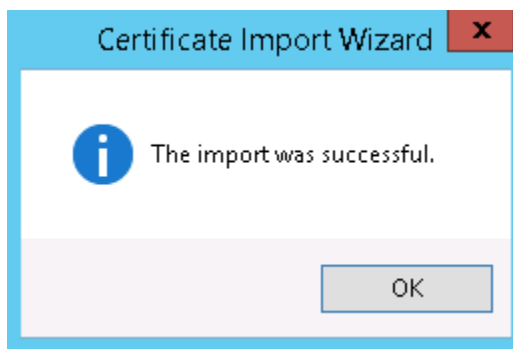 Certificate Import Wizard
x
The import was successful.
OK